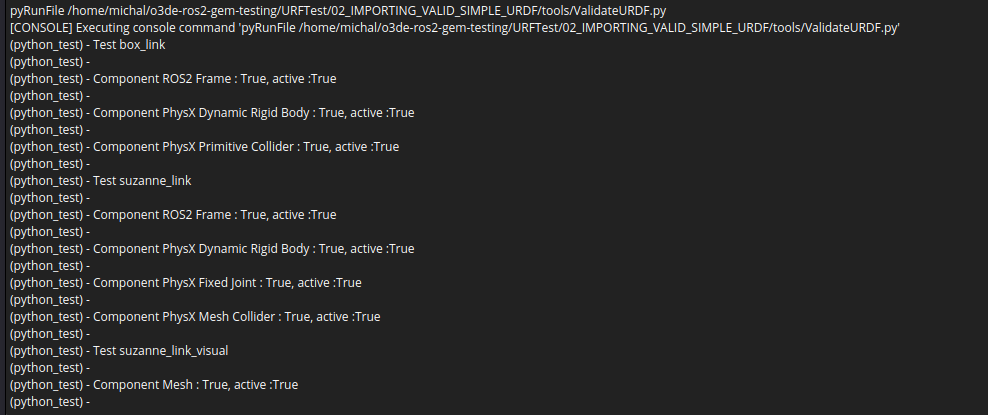 pyRunFile /home/michal/o3de-ros2-gem-testing/URFTest/02_IMPORTING_VALID_SIMPLE_URDF/tools/ValidateURDF.py
[CONSOLE] Executing console command 'pyRunFile /home/michal/o3de-ros2-gem-testing/URFTest/02_IMPORTING_VALID_SIMPLE_URDF/tools/ValidateURDF.py'
(python_test) - Test box_link
(python_test) -
(python_test) - Component ROS2 Frame : True, active :True
(python_test) -
(python_test) - Component PhysX Dynamic Rigid Body : True, active :True
(python_test) -
(python_test) - Component PhysX Primitive Collider : True, active :True
(python_test) -
(python_test) - Test suzanne_link
(python_test) -
(python_test) - Component ROS2 Frame : True, active :True
(python_test) -
(python_test) - Component PhysX Dynamic Rigid Body : True, active :True
(python_test) -
(python_test) - Component PhysX Fixed Joint : True, active :True
(python_test) -
(python_test) - Component PhysX Mesh Collider : True, active :True
(python_test) -
(python_test) - Test suzanne_link_visual
(python_test) -
(python_test) - Component Mesh : True, active :True
(python_test) -